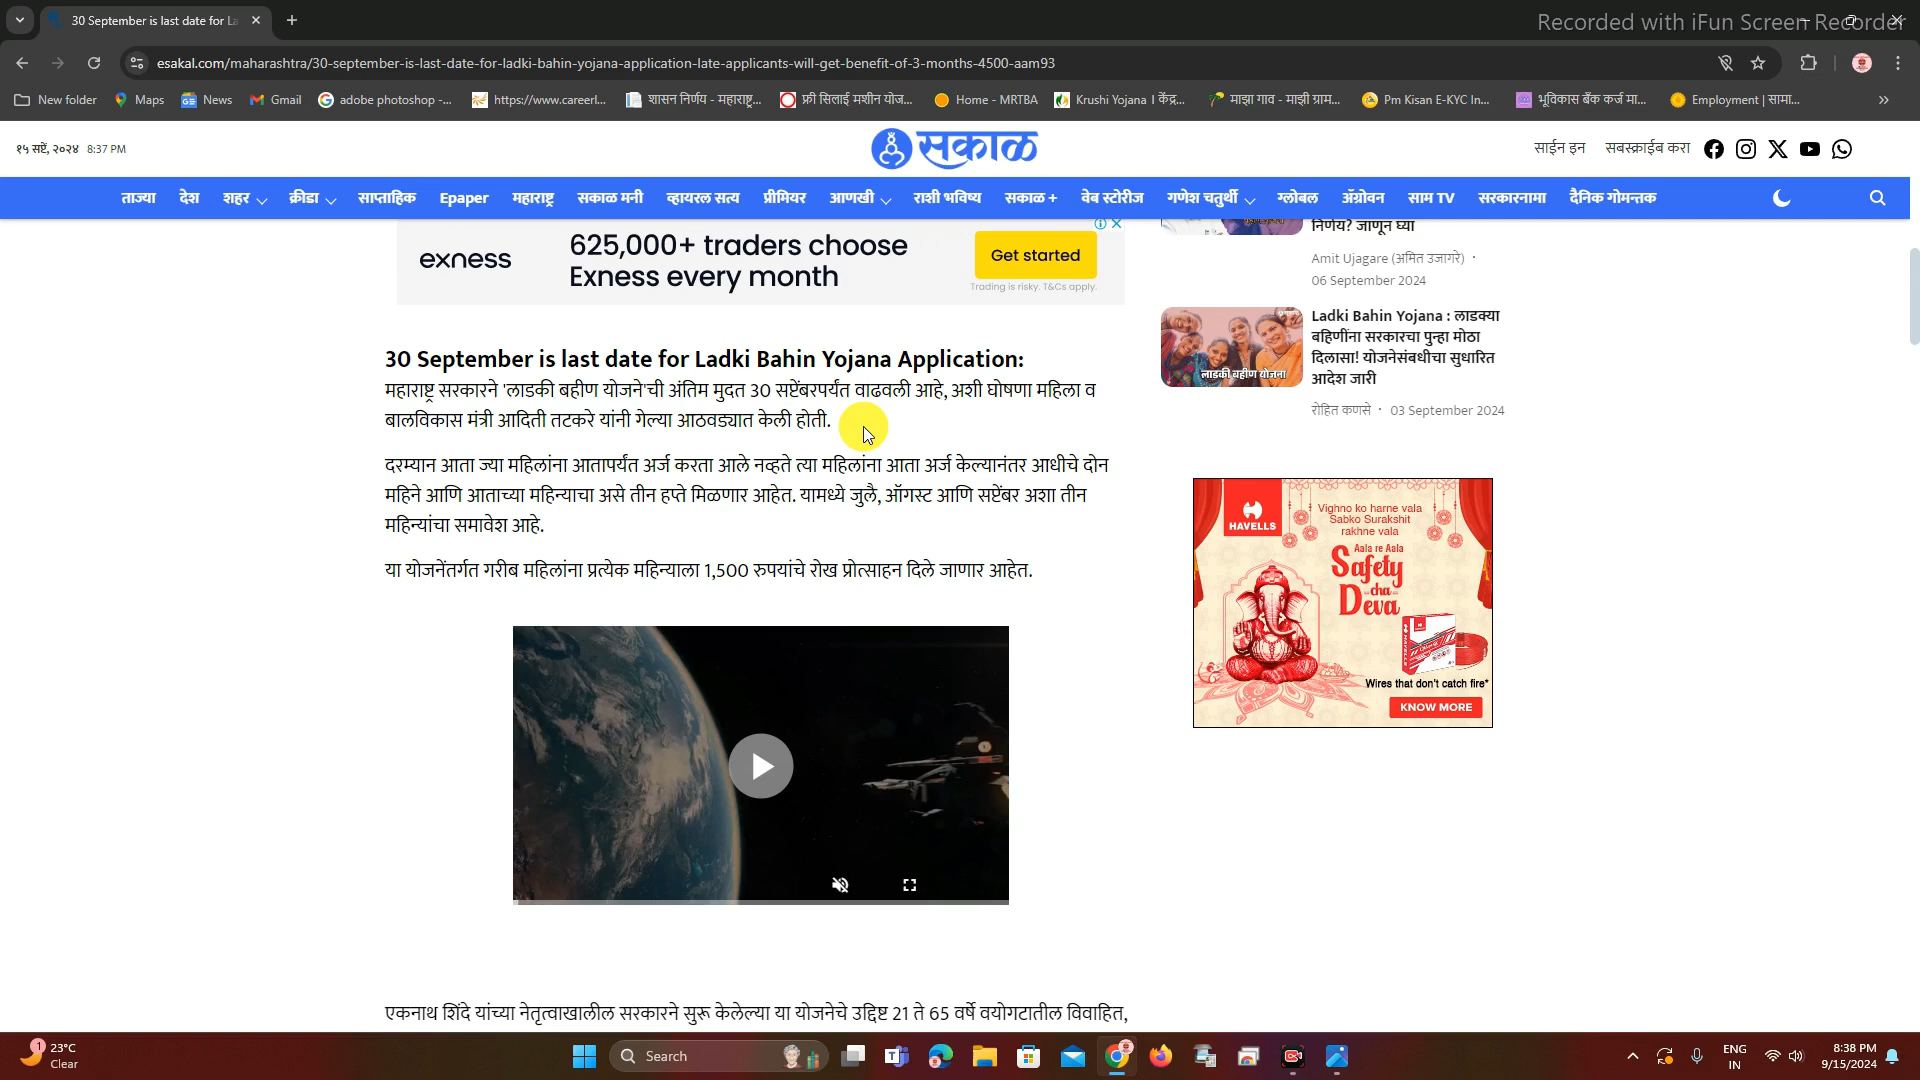 30 September is last date for La
Recorded with iFun Screen Recorder
esakal.com/maharashtra/30-september-is-last-date-for-ladki-bahin-yojana-application-late-applicants-will-get-benefit-of-3-months-4500-aam93
New folder
Maps
News
Gmail
adobe photoshop -...
https://www.careerl...
शासन निर्णय - महाराष्ट्र...
फ्री सिलाई मशीन योज...
Home - MRTBA
Krushi Yojana । केंद्र...
माझा गाव - माझी ग्राम...
Pm Kisan E-KYC In...
भूविकास बँक कर्ज मा...
Employment | सामा...
१५ सप्टें, २०२४ 8:37 PM
सकाळ
साईन इन
सबस्क्राईब करा
ताज्या
देश
शहर
क्रीडा
साप्ताहिक
Epaper
महाराष्ट्र
सकाळ मनी
व्हायरल सत्य
प्रीमियर
आणखी
राशी भविष्य
सकाळ +
वेब स्टोरीज
गणेश चतुर्थी
ग्लोबल
ॲग्रोवन
साम TV
सरकारनामा
दैनिक गोमन्तक
exness
625,000+ traders choose
Exness every month
Get started
Trading is risky. T&Cs apply.
30 September is last date for Ladki Bahin Yojana Application:
महाराष्ट्र सरकारने 'लाडकी बहीण योजने'ची अंतिम मुदत 30 सप्टेंबरपर्यंत वाढवली आहे, अशी घोषणा महिला व
बालविकास मंत्री आदिती तटकरे यांनी गेल्या आठवड्यात केली होती.
दरम्यान आता ज्या महिलांना आतापर्यंत अर्ज करता आले नव्हते त्या महिलांना आता अर्ज केल्यानंतर आधीचे दोन
महिने आणि आताच्या महिन्याचा असे तीन हप्ते मिळणार आहेत. यामध्ये जुलै, ऑगस्ट आणि सप्टेंबर अशा तीन
महिन्यांचा समावेश आहे.
या योजनेंतर्गत गरीब महिलांना प्रत्येक महिन्याला 1,500 रुपयांचे रोख प्रोत्साहन दिले जाणार आहेत.
एकनाथ शिंदे यांच्या नेतृत्वाखालील सरकारने सुरू केलेल्या या योजनेचे उद्दिष्ट 21 ते 65 वर्षे वयोगटातील विवाहित,
निर्णय? जाणून घ्या
Amit Ujagare (अमित उजागरे) ·
06 September 2024
लाडकी बहीण योजना
Ladki Bahin Yojana : लाडक्या
बहिणींना सरकारचा पुन्हा मोठा
दिलासा! योजनेसंबधीचा सुधारित
आदेश जारी
रोहित कणसे · 03 September 2024
HAVELLS
Vighno ko harne vala
Sabko Surakshit
rakhne vala
Aala re Aala
Safety
cha
Deva
Wires that don't catch fire*
KNOW MORE
1
23°C
Clear
Search
ENG
IN
8:38 PM
9/15/2024